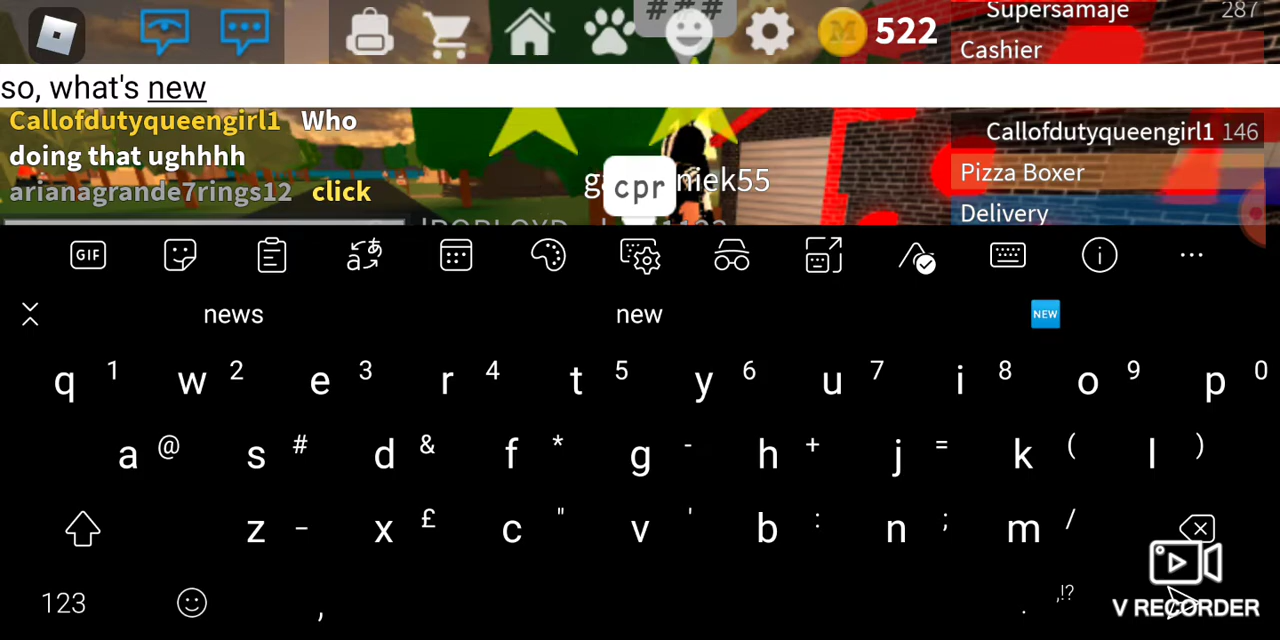 ###
522
Supersamaje 287
Cashier
so, what's new
Callofdutyqueengirl1 Who
doing that ughhhh
arianagrande7rings12 click
cpr
Callofdutyqueengirl1 146
Pizza Boxer
Delivery
GIF
news new NEW
q 1 w 2 e 3 r 4 t 5 y 6 u 7 i 8 o 9 p 0
a @ s # d & f * g - h + j = k ( l )
z _ x £ c " v ' b : n ; m /
123 , . ,!?
V RECORDER